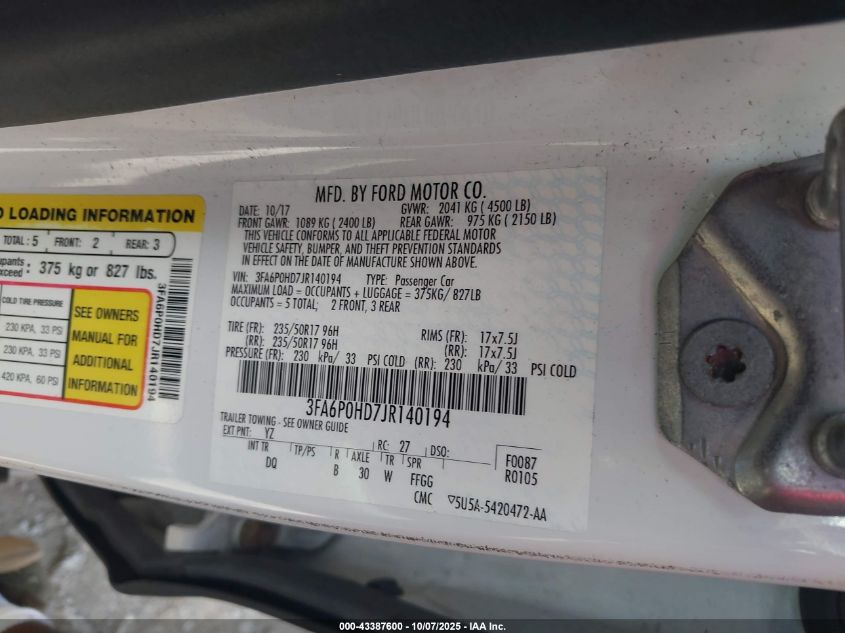 LOADING INFORMATION
TOTAL: 5 FRONT: 2 REAR: 3
375 kg or 827 lbs.
COLD TIRE PRESSURE
230 KPA, 33 PSI
230 KPA, 33 PSI
420 KPA, 60 PSI
SEE OWNERS
MANUAL FOR
ADDITIONAL
INFORMATION
3FA6P0HD7JR140194
MFD. BY FORD MOTOR CO.
DATE: 10/17 GVWR: 2041 KG ( 4500 LB)
FRONT GAWR: 1089 KG ( 2400 LB) REAR GAWR: 975 KG ( 2150 LB)
THIS VEHICLE CONFORMS TO ALL APPLICABLE FEDERAL MOTOR
VEHICLE SAFETY, BUMPER, AND THEFT PREVENTION STANDARDS
IN EFFECT ON THE DATE OF MANUFACTURE SHOWN ABOVE.
VIN: 3FA6P0HD7JR140194 TYPE: Passenger Car
MAXIMUM LOAD = OCCUPANTS + LUGGAGE = 375KG/ 827LB
OCCUPANTS = 5 TOTAL; 2 FRONT, 3 REAR
TIRE (FR): 235/50R17 96H RIMS (FR): 17x7.5J
(RR): 235/50R17 96H (RR): 17x7.5J
PRESSURE (FR): 230 kPa/ 33 PSI COLD (RR): 230 kPa/ 33 PSI COLD
3FA6P0HD7JR140194
TRAILER TOWING - SEE OWNER GUIDE
EXT PNT: YZ RC: 27 DSO: F0087
INT TR TP/PS R AXLE TR SPR R0105
DQ B 30 W FFGG
CMC ▽5U5A-5420472-AA
000-43387600 - 10/07/2025 - IAA Inc.